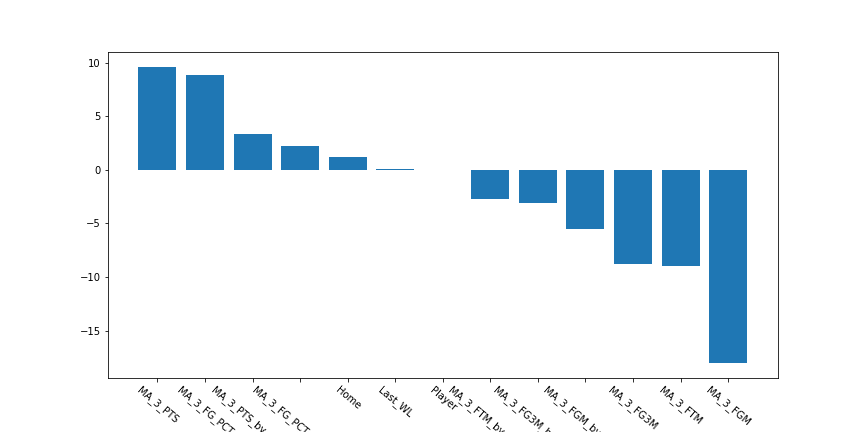 10
5
0
−5
−10
−15
MA_3_PTS
MA_3_FG_PCT
MA_3_PTS_by
MA_3_FG_PCT
Home
Last_WL
Player
MA_3_FTM_by
MA_3_FG3M_b
MA_3_FGM_by
MA_3_FG3M
MA_3_FTM
MA_3_FGM